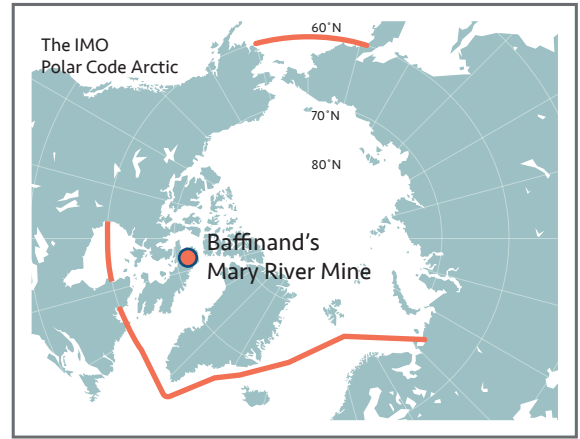 The IMO
Polar Code Arctic
60°N
70°N
80°N
Baffinand's
Mary River Mine